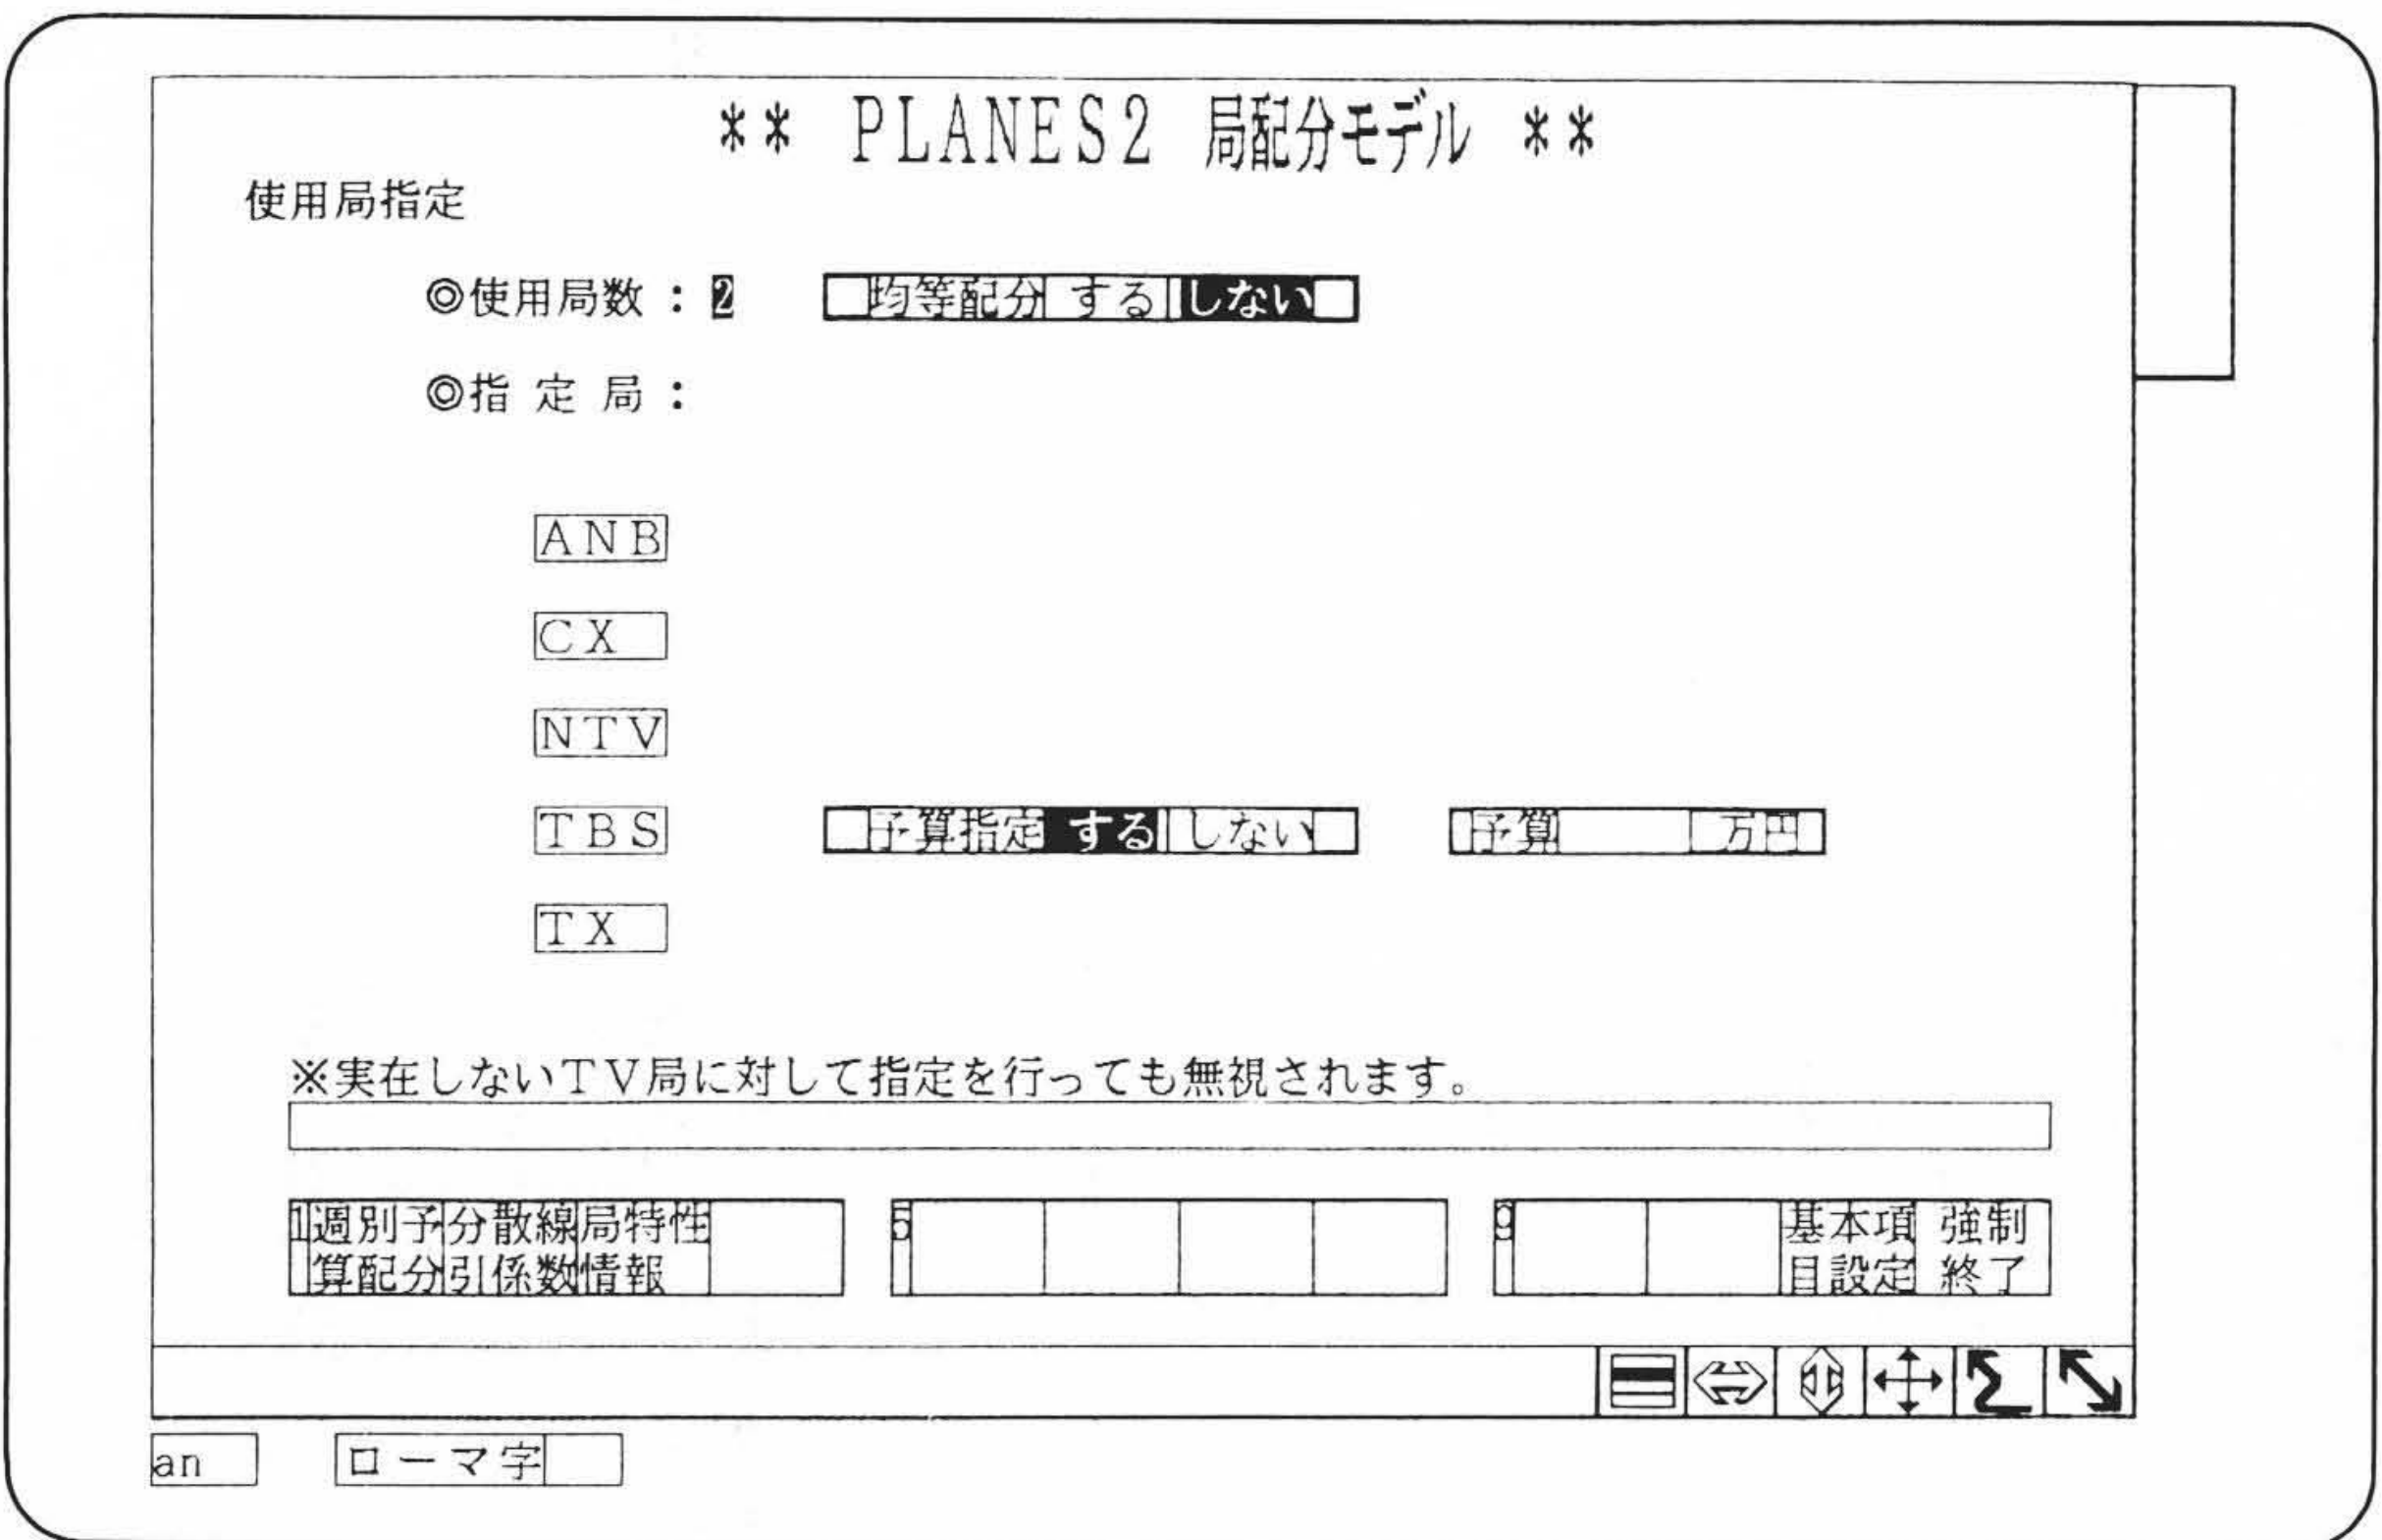 ** PLANES2 局配分モデル **
使用局指定
◎使用局数:2 均等配分 する しない
◎指 定 局:
ANB
CX
NTV
TBS 予算指定 する しない 予算 万円
TX
※実在しないTV局に対して指定を行っても無視されます。
1 週別予 分散線 局特性 5 9 基本項 強制
算配分 引係数 情報 目設定 終了
an ローマ字